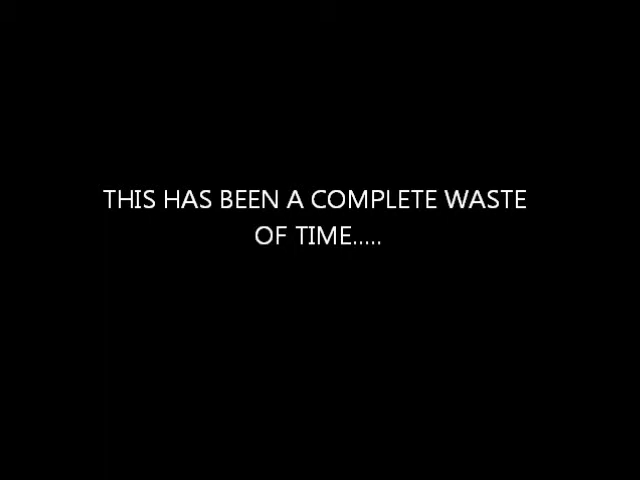 THIS HAS BEEN A COMPLETE WASTE
OF TIME.....